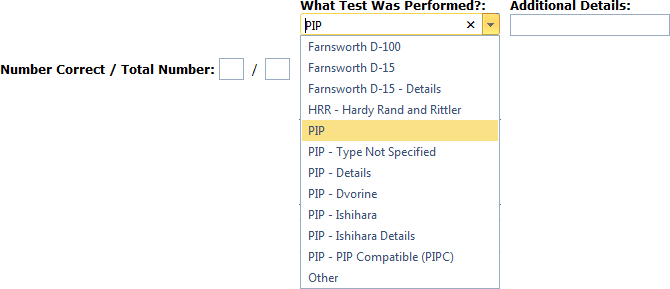 What Test Was Performed?: Additional Details:
PIP
Farnsworth D-100
Farnsworth D-15
Number Correct / Total Number: /
Farnsworth D-15 - Details
HRR - Hardy Rand and Rittler
PIP
PIP - Type Not Specified
PIP - Details
PIP - Dvorine
PIP - Ishihara
PIP - Ishihara Details
PIP - PIP Compatible (PIPC)
Other